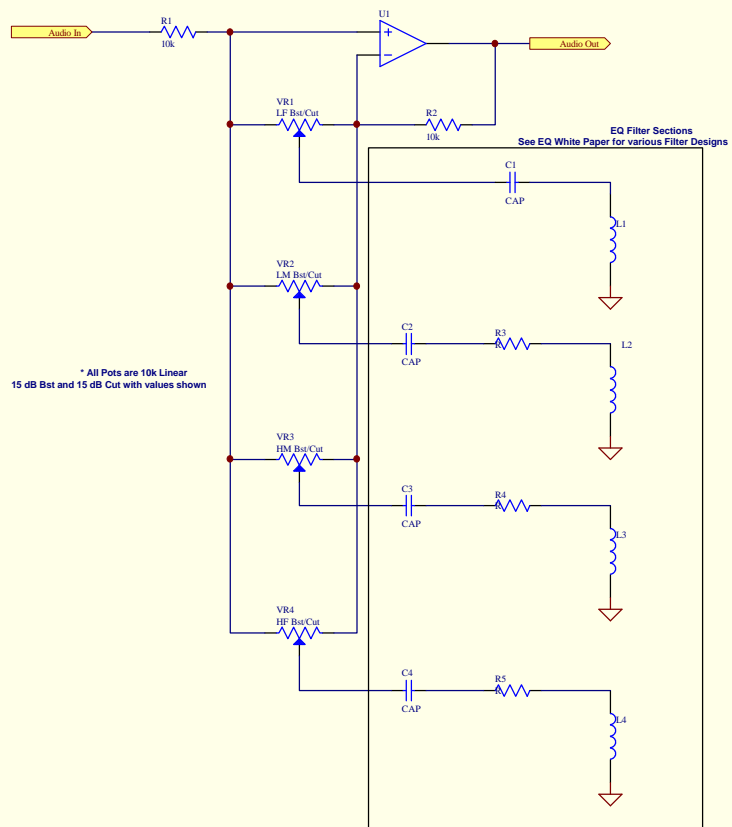 U1
R1
Audio In
10k
Audio Out
VR1
LF Bst/Cut
R2
10k
EQ Filter Sections
See EQ White Paper for various Filter Designs
C1
CAP
L1
VR2
LM Bst/Cut
C2
CAP
R3
R
L2
* All Pots are 10k Linear
15 dB Bst and 15 dB Cut with values shown
VR3
HM Bst/Cut
C3
CAP
R4
R
L3
VR4
HF Bst/Cut
C4
CAP
R5
R
L4